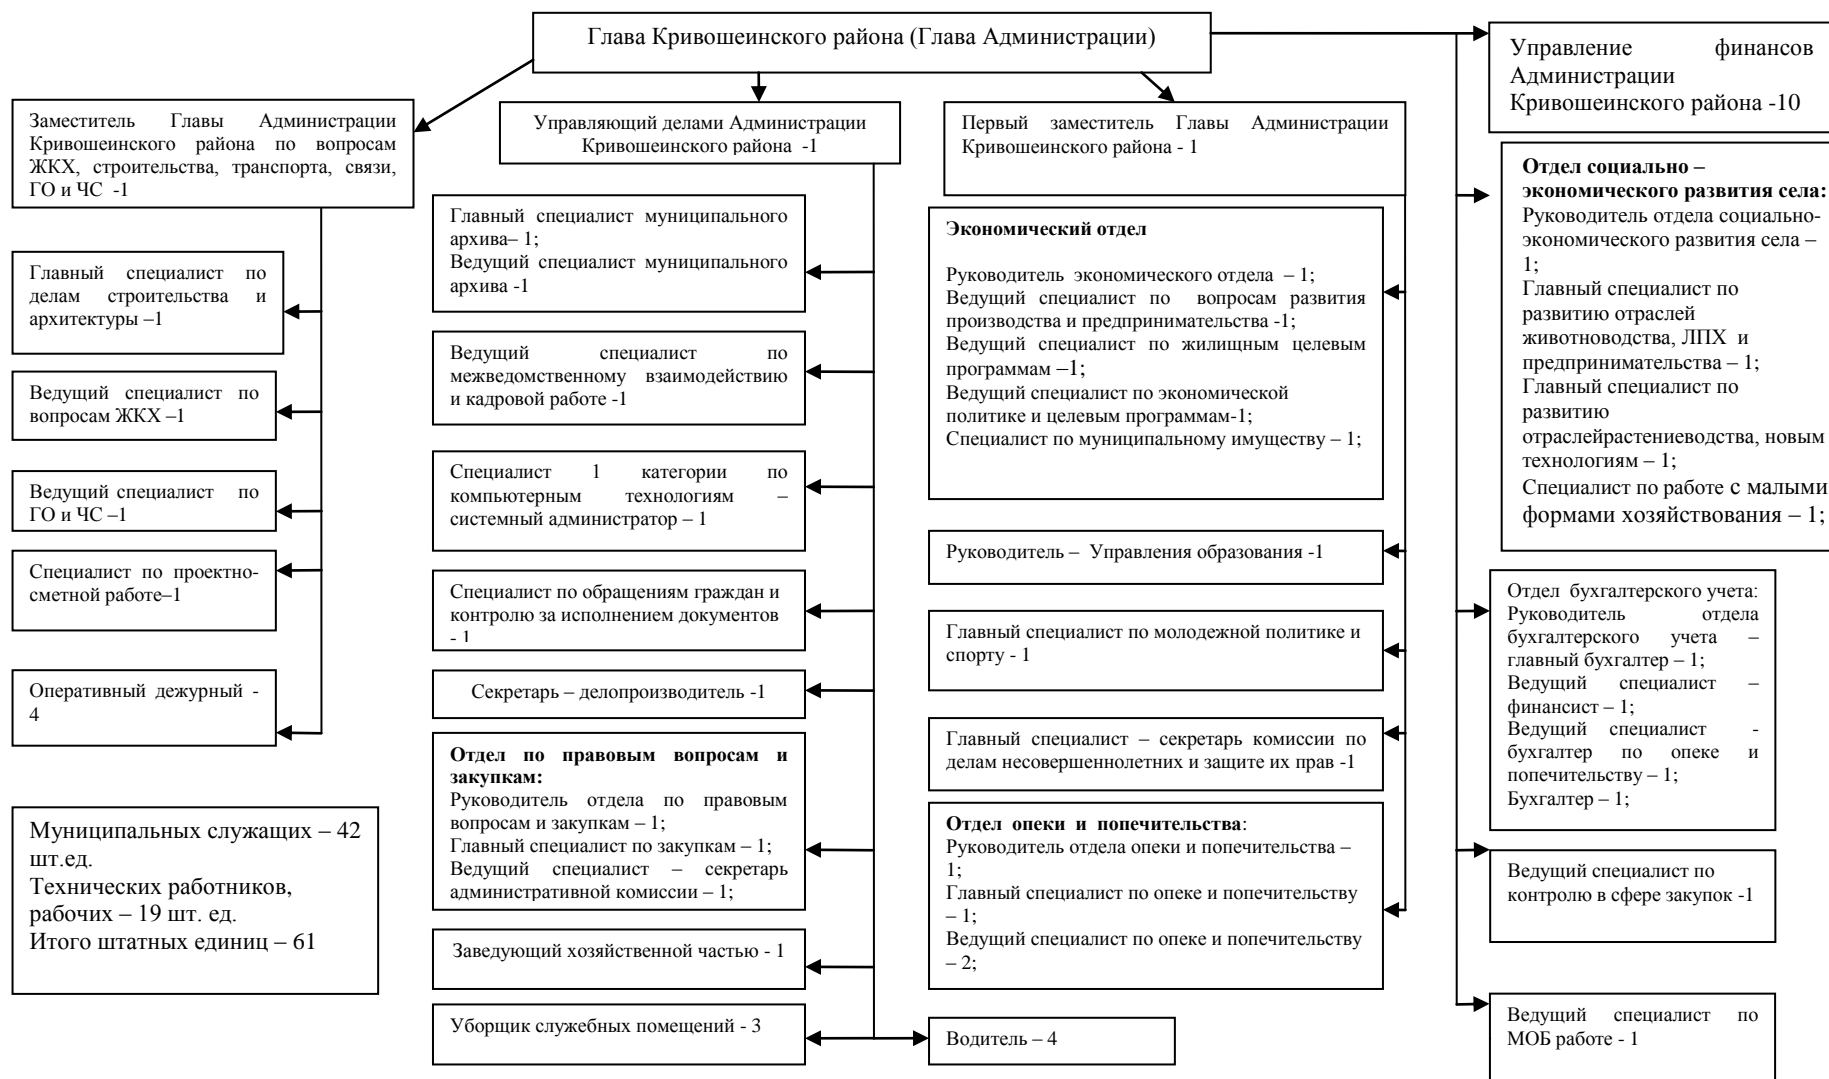 Глава Кривошеинского района (Глава Администрации)
Управление финансов
Администрации
Кривошеинского района -10
Заместитель Главы Администрации
Кривошеинского района по вопросам
ЖКХ, строительства, транспорта, связи,
ГО и ЧС -1
Главный специалист по
делам строительства и
архитектуры –1
Ведущий специалист по
вопросам ЖКХ –1
Ведущий специалист по
ГО и ЧС –1
Специалист по проектно-
сметной работе–1
Оперативный дежурный -
4
Муниципальных служащих – 42
шт.ед.
Технических работников,
рабочих – 19 шт. ед.
Итого штатных единиц – 61
Управляющий делами Администрации
Кривошеинского района -1
Главный специалист муниципального
архива– 1;
Ведущий специалист муниципального
архива -1
Ведущий специалист по
межведомственному взаимодействию
и кадровой работе -1
Специалист 1 категории по
компьютерным технологиям –
системный администратор – 1
Специалист по обращениям граждан и
контролю за исполнением документов
- 1
Секретарь – делопроизводитель -1
Отдел по правовым вопросам и
закупкам:
Руководитель отдела по правовым
вопросам и закупкам – 1;
Главный специалист по закупкам – 1;
Ведущий специалист – секретарь
административной комиссии – 1;
Заведующий хозяйственной частью - 1
Уборщик служебных помещений - 3
Водитель – 4
Первый заместитель Главы Администрации
Кривошеинского района - 1
Экономический отдел
Руководитель экономического отдела – 1;
Ведущий специалист по вопросам развития
производства и предпринимательства -1;
Ведущий специалист по жилищным целевым
программам –1;
Ведущий специалист по экономической
политике и целевым программам-1;
Специалист по муниципальному имуществу – 1;
Руководитель – Управления образования -1
Главный специалист по молодежной политике и
спорту - 1
Главный специалист – секретарь комиссии по
делам несовершеннолетних и защите их прав -1
Отдел опеки и попечительства:
Руководитель отдела опеки и попечительства –
1;
Главный специалист по опеке и попечительству
– 1;
Ведущий специалист по опеке и попечительству
– 2;
Отдел социально –
экономического развития села:
Руководитель отдела социально-
экономического развития села –
1;
Главный специалист по
развитию отраслей
животноводства, ЛПХ и
предпринимательства – 1;
Главный специалист по
развитию
отраслейрастениеводства, новым
технологиям – 1;
Специалист по работе с малыми
формами хозяйствования – 1;
Отдел бухгалтерского учета:
Руководитель отдела
бухгалтерского учета –
главный бухгалтер – 1;
Ведущий специалист –
финансист – 1;
Ведущий специалист -
бухгалтер по опеке и
попечительству – 1;
Бухгалтер – 1;
Ведущий специалист по
контролю в сфере закупок -1
Ведущий специалист по
МОБ работе - 1